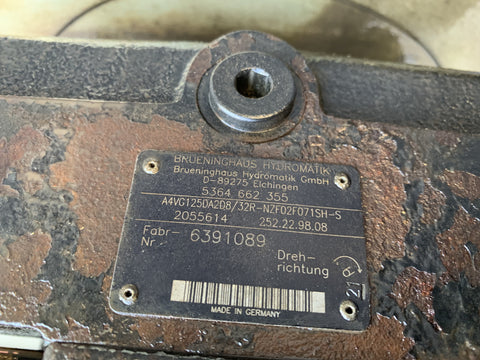 BRUENINGHAUS HYDROMATIK
Brueninghaus Hydromatik GmbH
D-89275 Elchingen
5364 662 355
A4VG125DA2D8/32R-NZF02F071SH-S
2055614 252.22.98.08
Fabr- 6391089
Nr.
Dreh-
richtung
21
MADE IN GERMANY